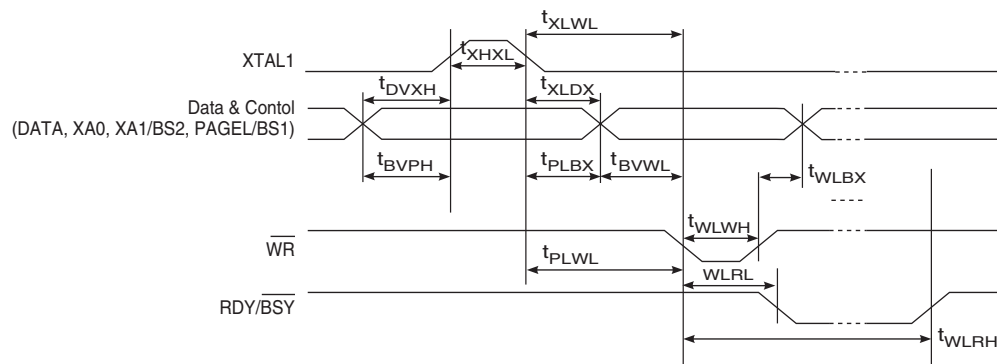 tXLWL
XTAL1
tXHXL
tDVXH
tXLDX
Data & Contol
(DATA, XA0, XA1/BS2, PAGEL/BS1)
tBVPH
tPLBX
tBVWL
tWLBX
tWLWH
WR
tPLWL
WLRL
RDY/BSY
tWLRH